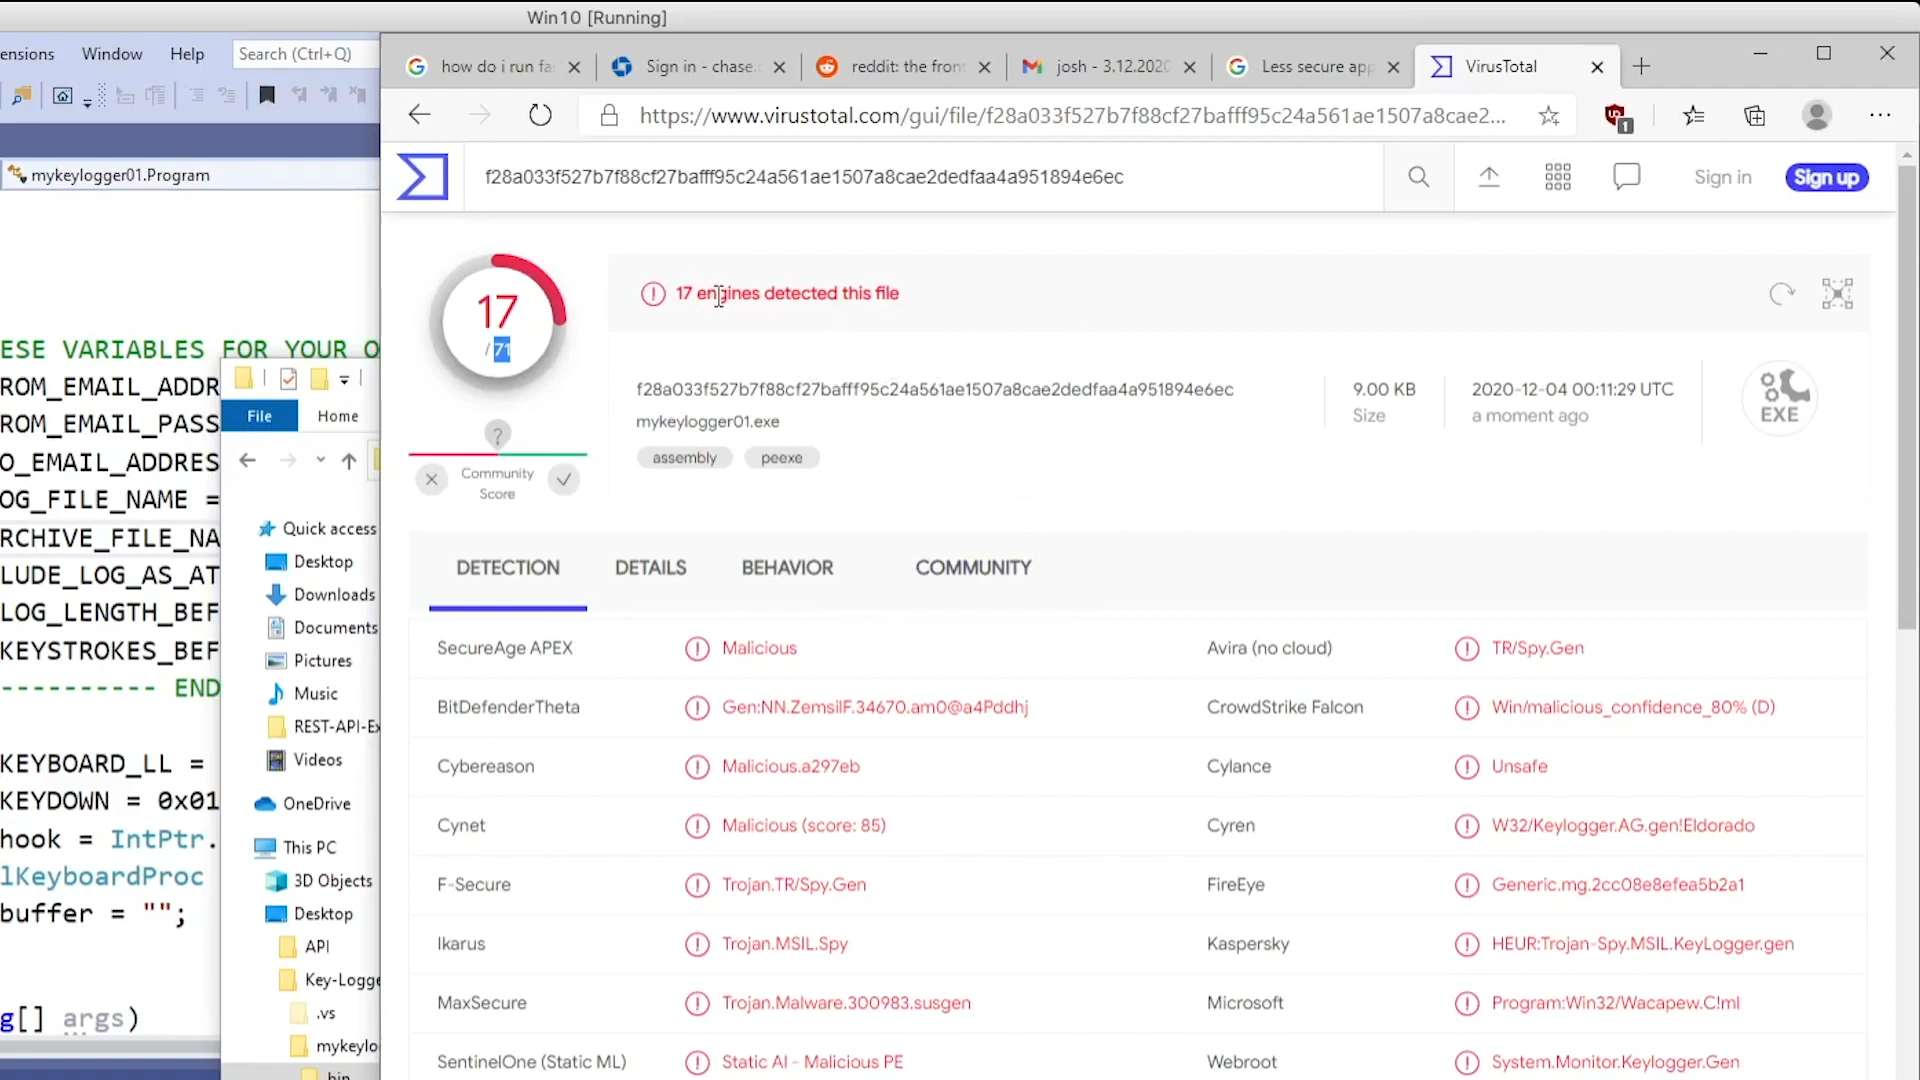 Win10 [Running]
ensions Window Help Search (Ctrl+Q)
how do i run fa
Sign in - chase.
reddit: the fron
josh - 3.12.2020
Less secure app
VirusTotal
https://www.virustotal.com/gui/file/f28a033f527b7f88cf27bafff95c24a561ae1507a8cae2...
1
mykeylogger01.Program
f28a033f527b7f88cf27bafff95c24a561ae1507a8cae2dedfaa4a951894e6ec
Sign in
Sign up
17
/ 71
17 engines detected this file
f28a033f527b7f88cf27bafff95c24a561ae1507a8cae2dedfaa4a951894e6ec
mykeylogger01.exe
assembly peexe
9.00 KB
Size
2020-12-04 00:11:29 UTC
a moment ago
EXE
?
Community
Score
DETECTION DETAILS BEHAVIOR COMMUNITY
SecureAge APEX Malicious Avira (no cloud) TR/Spy.Gen
BitDefenderTheta Gen:NN.ZemsilF.34670.am0@a4Pddhj CrowdStrike Falcon Win/malicious_confidence_80% (D)
Cybereason Malicious.a297eb Cylance Unsafe
Cynet Malicious (score: 85) Cyren W32/Keylogger.AG.gen!Eldorado
F-Secure Trojan.TR/Spy.Gen FireEye Generic.mg.2cc08e8efea5b2a1
Ikarus Trojan.MSIL.Spy Kaspersky HEUR:Trojan-Spy.MSIL.KeyLogger.gen
MaxSecure Trojan.Malware.300983.susgen Microsoft Program:Win32/Wacapew.C!ml
SentinelOne (Static ML) Static AI - Malicious PE Webroot System.Monitor.Keylogger.Gen
ESE VARIABLES FOR YOUR O
ROM_EMAIL_ADDR
ROM_EMAIL_PASS
O_EMAIL_ADDRES
OG_FILE_NAME =
RCHIVE_FILE_NA
LUDE_LOG_AS_AT
LOG_LENGTH_BEF
KEYSTROKES_BEF
---------- END
KEYBOARD_LL =
KEYDOWN = 0x01
hook = IntPtr.
lKeyboardProc
buffer = "";
g[] args)
File Home
Quick access
Desktop
Downloads
Documents
Pictures
Music
REST-API-Ex
Videos
OneDrive
This PC
3D Objects
Desktop
API
Key-Logge
.vs
mykeylo
bin